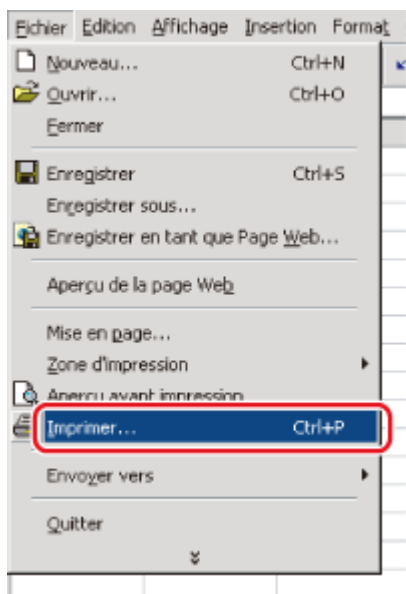 Fichier Edition Affichage Insertion Format
Nouveau... Ctrl+N
Ouvrir... Ctrl+O
Fermer
Enregistrer Ctrl+S
Enregistrer sous...
Enregistrer en tant que Page Web...
Aperçu de la page Web
Mise en page...
Zone d'impression
Aperçu avant impression
Imprimer... Ctrl+P
Envoyer vers
Quitter